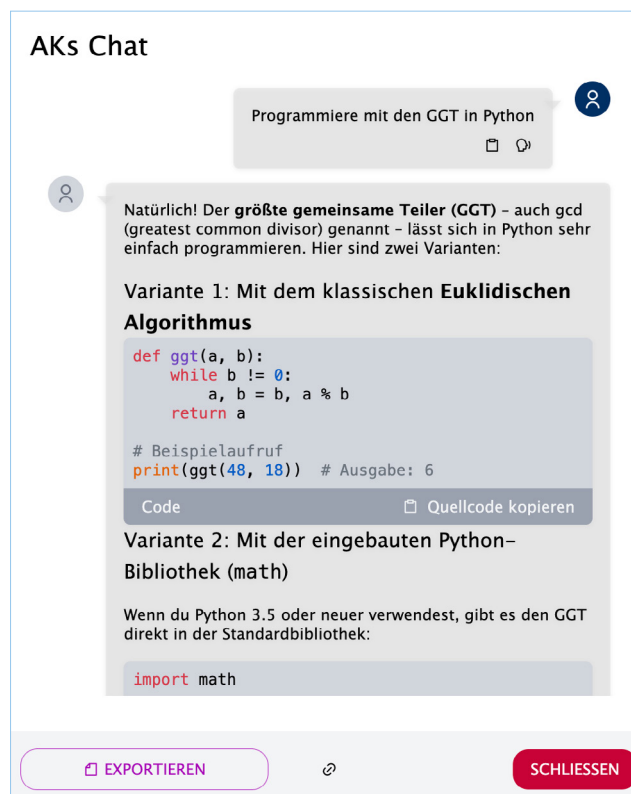 AKs Chat
Programmiere mit den GGT in Python
Natürlich! Der größte gemeinsame Teiler (GGT) – auch gcd
(greatest common divisor) genannt – lässt sich in Python sehr
einfach programmieren. Hier sind zwei Varianten:
Variante 1: Mit dem klassischen Euklidischen
Algorithmus
def ggt(a, b):
    while b != 0:
        a, b = b, a % b
    return a
# Beispielaufruf
print(ggt(48, 18))  # Ausgabe: 6
Code Quellcode kopieren
Variante 2: Mit der eingebauten Python-
Bibliothek (math)
Wenn du Python 3.5 oder neuer verwendest, gibt es den GGT
direkt in der Standardbibliothek:
import math
EXPORTIEREN SCHLIESSEN